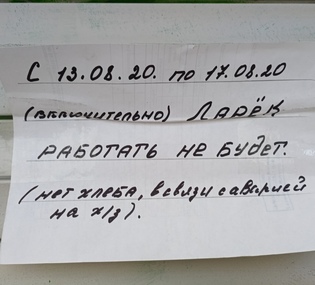 С 13.08.20. по 17.08.20
(включительно) ЛАРЁК
РАБОТАТЬ НЕ БУДЕТ.
(нет хлеба, в связи с аварией
на х/з).